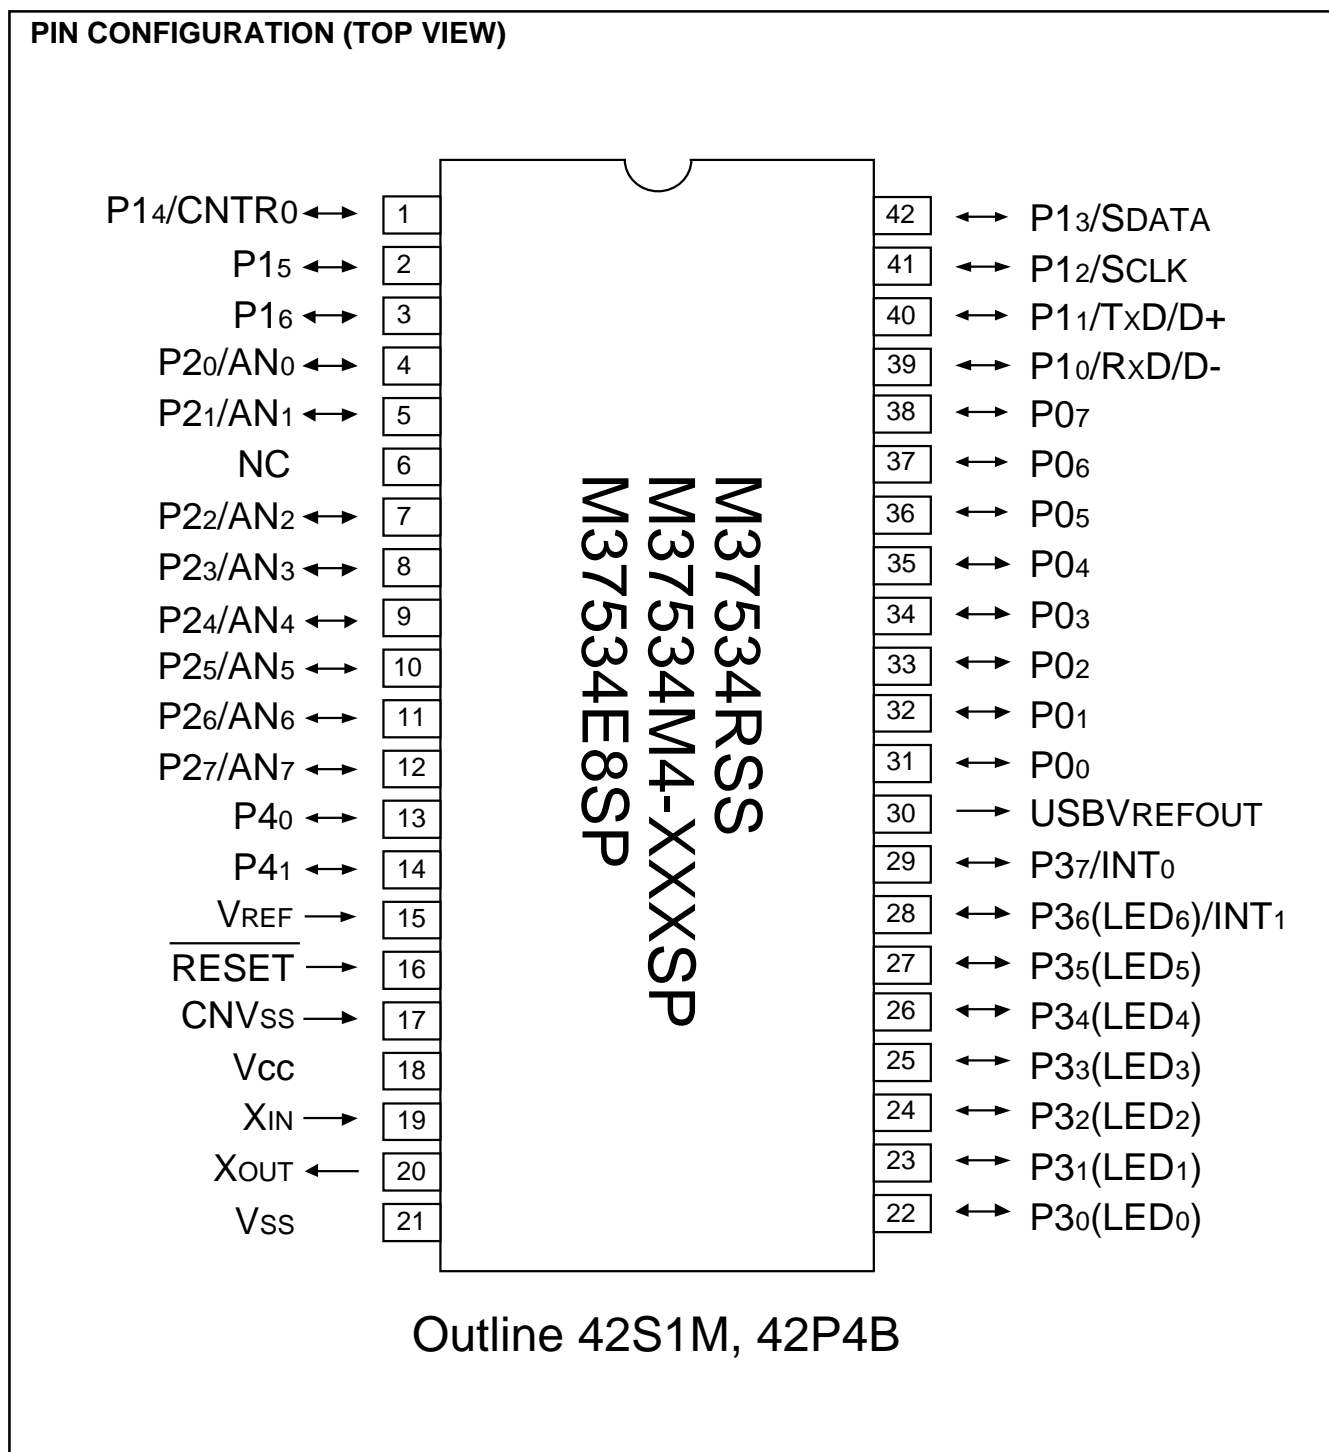 PIN CONFIGURATION (TOP VIEW)
P14/CNTR0 1
P15 2
P16 3
P20/AN0 4
P21/AN1 5
NC 6
P22/AN2 7
P23/AN3 8
P24/AN4 9
P25/AN5 10
P26/AN6 11
P27/AN7 12
P40 13
P41 14
VREF 15
RESET 16
CNVSS 17
VCC 18
XIN 19
XOUT 20
VSS 21
M37534RSS
M37534M4-XXXSP
M37534E8SP
42 P13/SDATA
41 P12/SCLK
40 P11/TXD/D+
39 P10/RXD/D-
38 P07
37 P06
36 P05
35 P04
34 P03
33 P02
32 P01
31 P00
30 USBVREFOUT
29 P37/INT0
28 P36(LED6)/INT1
27 P35(LED5)
26 P34(LED4)
25 P33(LED3)
24 P32(LED2)
23 P31(LED1)
22 P30(LED0)
Outline 42S1M, 42P4B